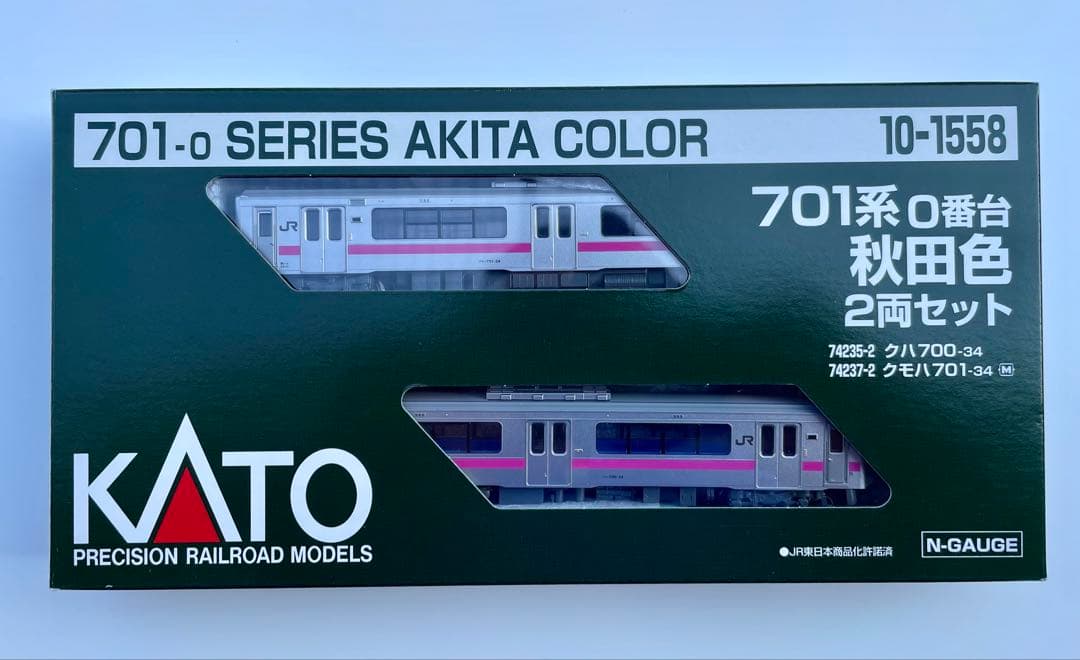 701-0 SERIES AKITA COLOR 10-1558
701系 0番台
秋田色
2両セット
74235-2 クハ700-34
74237-2 クモハ701-34 M
JR
JR
KATO
PRECISION RAILROAD MODELS
●JR東日本商品化許諾済
N-GAUGE